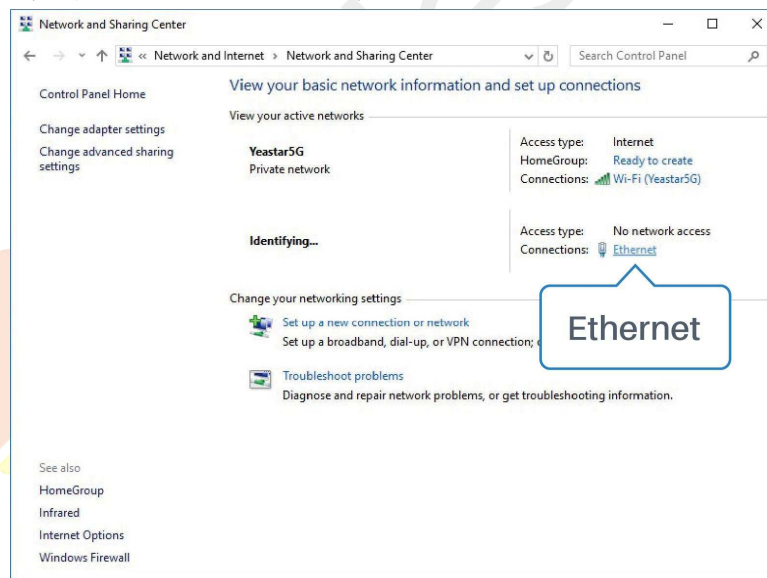 Network and Sharing Center
« Network and Internet › Network and Sharing Center
Search Control Panel
Control Panel Home
Change adapter settings
Change advanced sharing
settings
See also
HomeGroup
Infrared
Internet Options
Windows Firewall
View your basic network information and set up connections
View your active networks
Yeastar5G
Private network
Access type: Internet
HomeGroup: Ready to create
Connections: Wi-Fi (Yeastar5G)
Identifying...
Access type: No network access
Connections: Ethernet
Ethernet
Change your networking settings
Set up a new connection or network
Set up a broadband, dial-up, or VPN connection;
Troubleshoot problems
Diagnose and repair network problems, or get troubleshooting information.